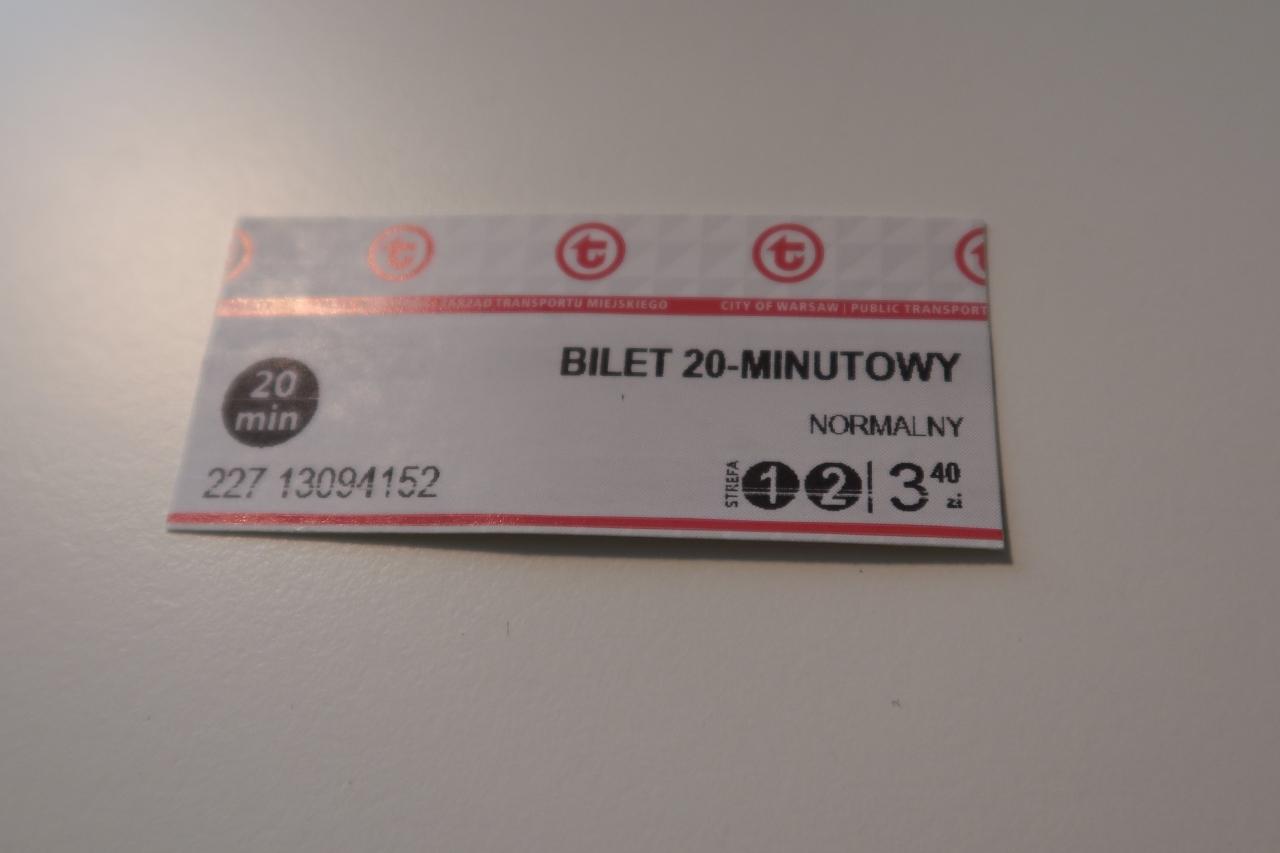 ZARZAD TRANSPORTU MIEJSKIEGO CITY OF WARSAW | PUBLIC TRANSPORT
BILET 20-MINUTOWY
20
min
NORMALNY
227 13094152
STREFA 1 2 | 3 40 zł.